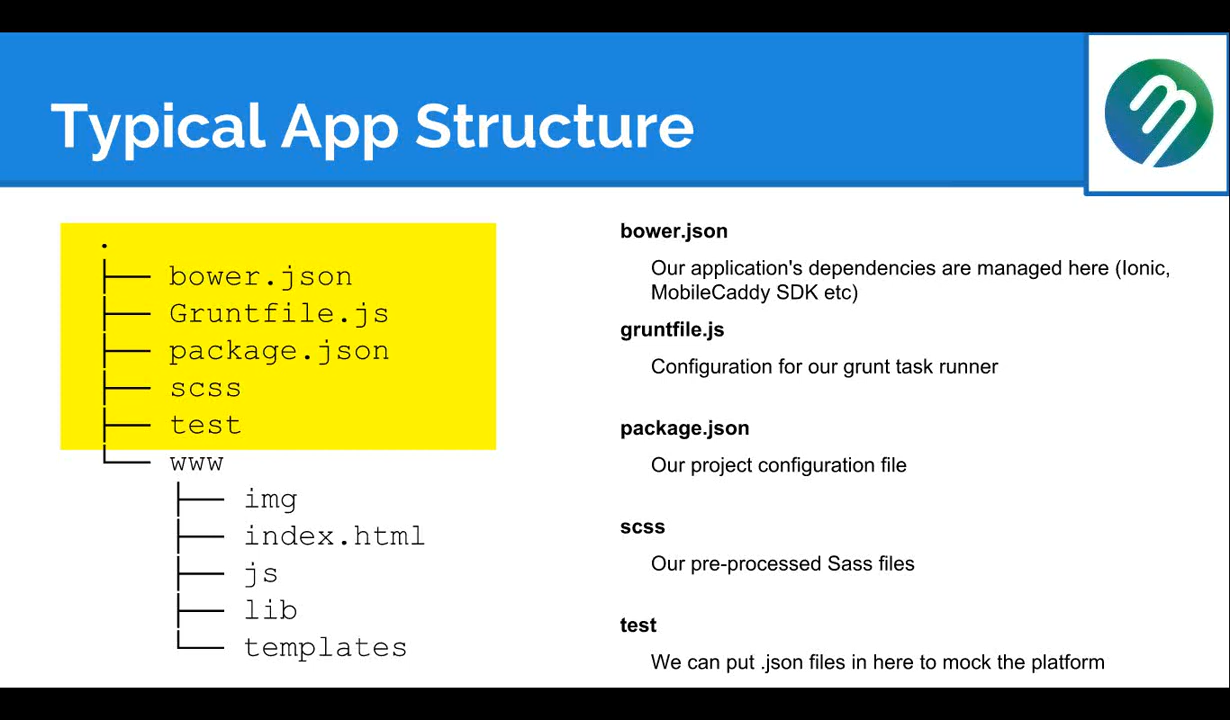 Typical App Structure
.
├── bower.json
├── Gruntfile.js
├── package.json
├── scss
├── test
└── www
    ├── img
    ├── index.html
    ├── js
    ├── lib
    └── templates
bower.json
Our application's dependencies are managed here (Ionic,
MobileCaddy SDK etc)
gruntfile.js
Configuration for our grunt task runner
package.json
Our project configuration file
scss
Our pre-processed Sass files
test
We can put .json files in here to mock the platform